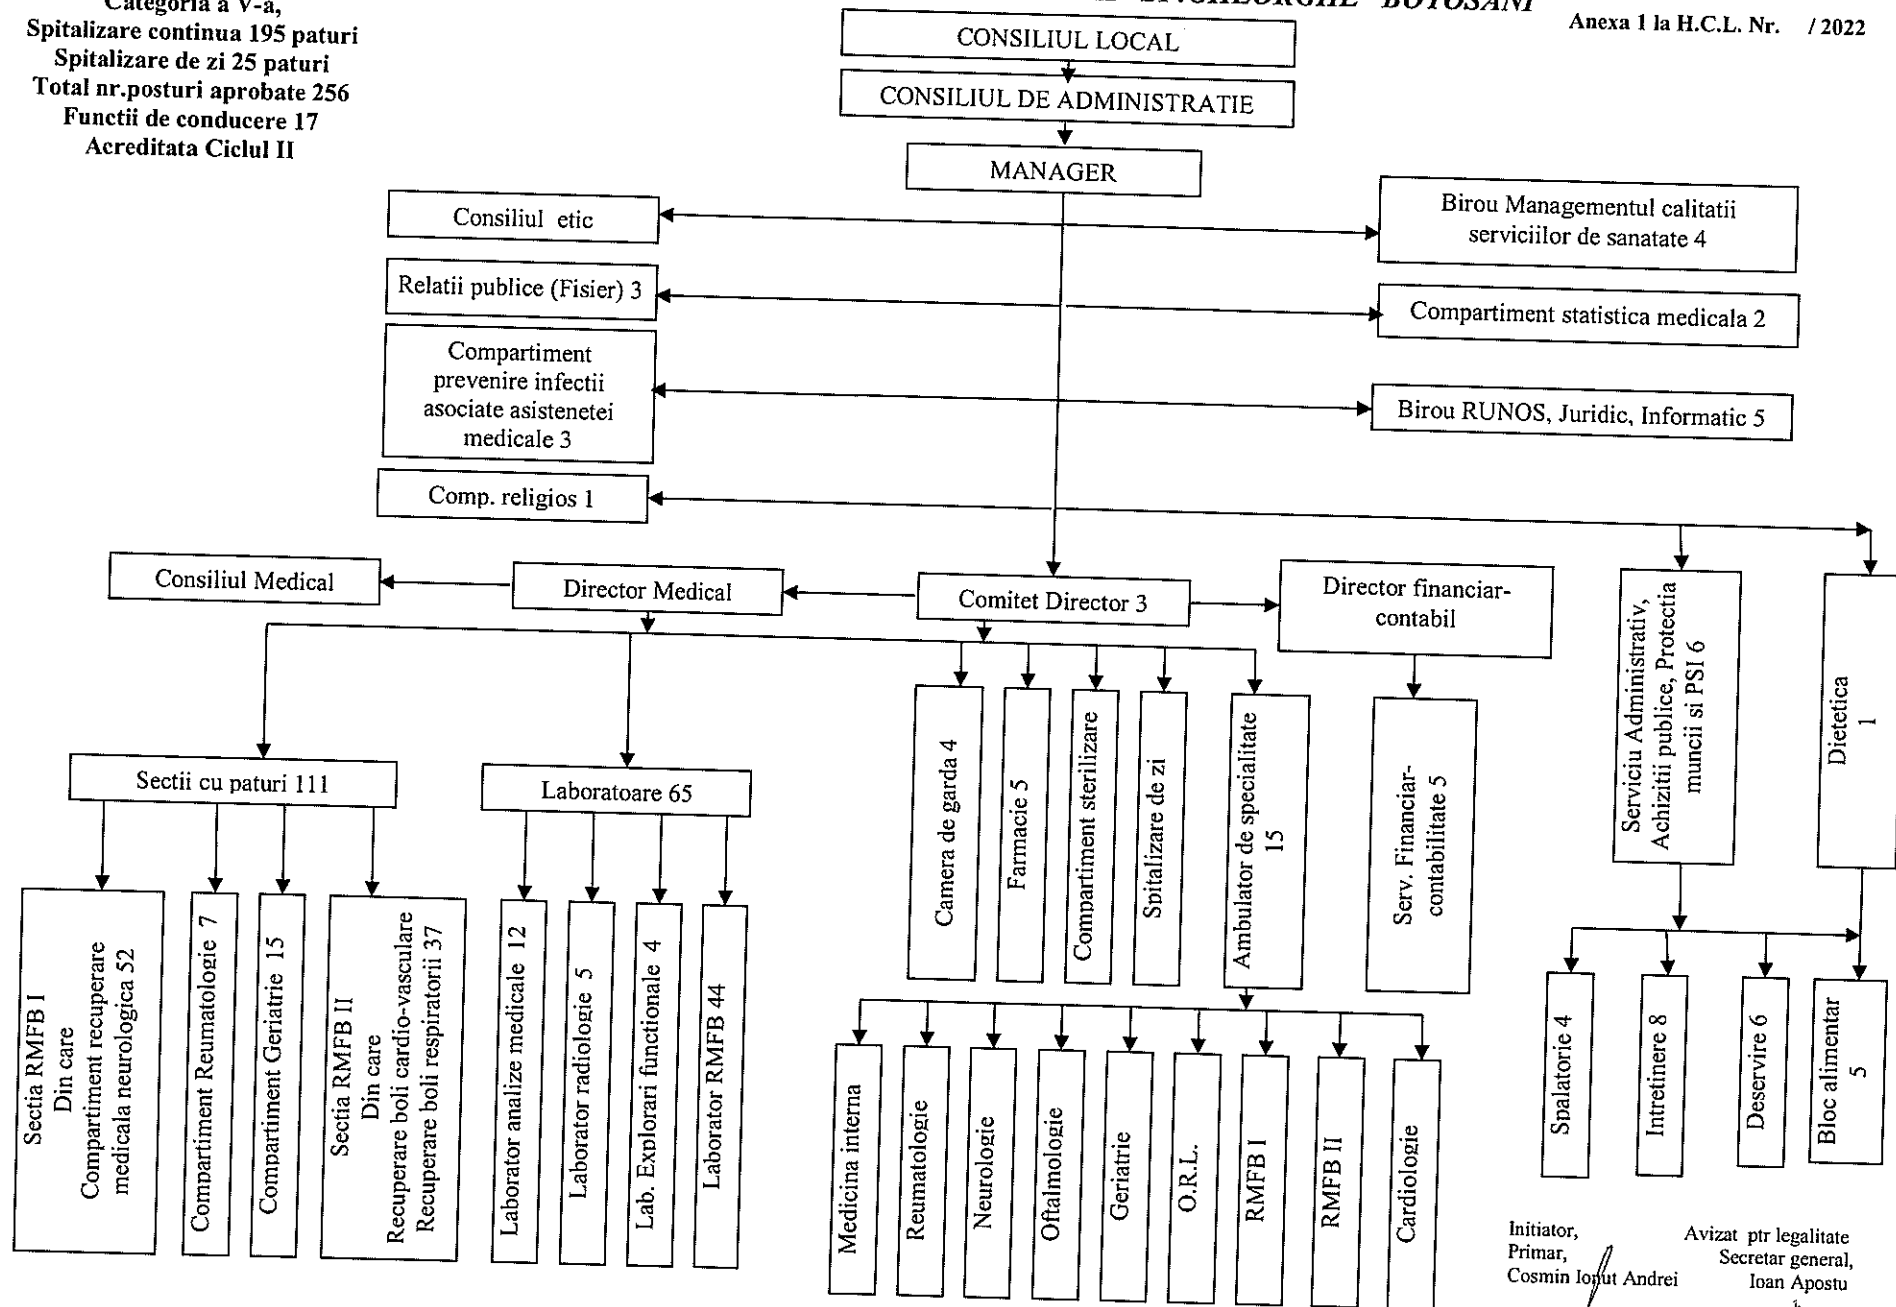 Categoria a V-a,
Spitalizare continua 195 paturi
Spitalizare de zi 25 paturi
Total nr.posturi aprobate 256
Functii de conducere 17
Acreditata Ciclul II
GHEORGHE" BOTOSANI
Anexa 1 la H.C.L. Nr. / 2022
CONSILIUL LOCAL
CONSILIUL DE ADMINISTRATIE
MANAGER
Consiliul etic
Birou Managementul calitatii
serviciilor de sanatate 4
Relatii publice (Fisier) 3
Compartiment statistica medicala 2
Compartiment
prevenire infectii
asociate asistenetei
medicale 3
Birou RUNOS, Juridic, Informatic 5
Comp. religios 1
Consiliul Medical
Director Medical
Comitet Director 3
Director financiar-
contabil
Serviciu Administrativ,
Achizitii publice, Protectia
muncii si PSI 6
Dietetica
1
Sectii cu paturi 111
Laboratoare 65
Camera de garda 4
Farmacie 5
Compartiment sterilizare
Spitalizare de zi
Ambulator de specialitate
15
Serv. Financiar-
contabilitate 5
Sectia RMFB I
Din care
Compartiment recuperare
medicala neurologica 52
Compartiment Reumatologie 7
Compartiment Geriatrie 15
Sectia RMFB II
Din care
Recuperare boli cardio-vasculare
Recuperare boli respiratorii 37
Laborator analize medicale 12
Laborator radiologie 5
Lab. Explorari functionale 4
Laborator RMFB 44
Medicina interna
Reumatologie
Neurologie
Oftalmologie
Geriatrie
O.R.L.
RMFB I
RMFB II
Cardiologie
Spalatorie 4
Intretinere 8
Deservire 6
Bloc alimentar
5
Initiator,
Primar,
Cosmin Ionut Andrei
Avizat ptr legalitate
Secretar general,
Ioan Apostu